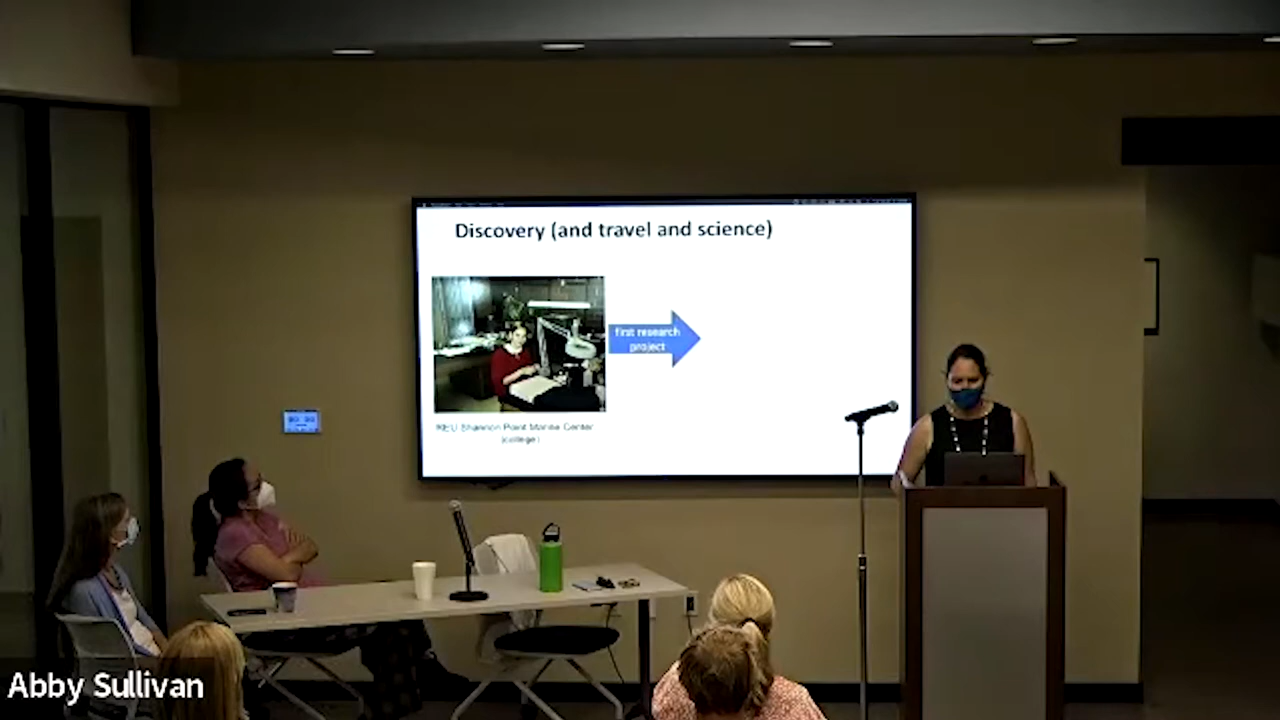 Discovery (and travel and science)
first research
project
REU Shannon Point Marine Center
(college)
Abby Sullivan